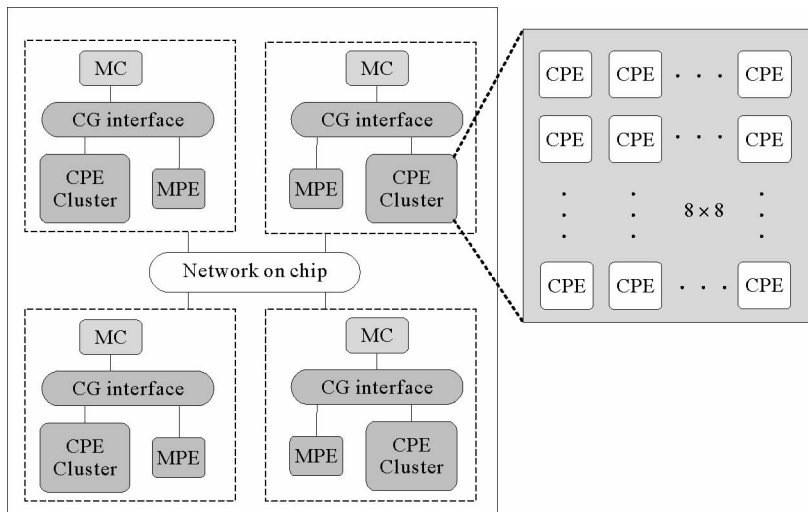 MC
CG interface
CPE
Cluster
MPE
MC
CG interface
MPE
CPE
Cluster
Network on chip
MC
CG interface
CPE
Cluster
MPE
MC
CG interface
MPE
CPE
Cluster
CPE CPE · · · CPE
CPE CPE · · · CPE
8 × 8
CPE CPE · · · CPE